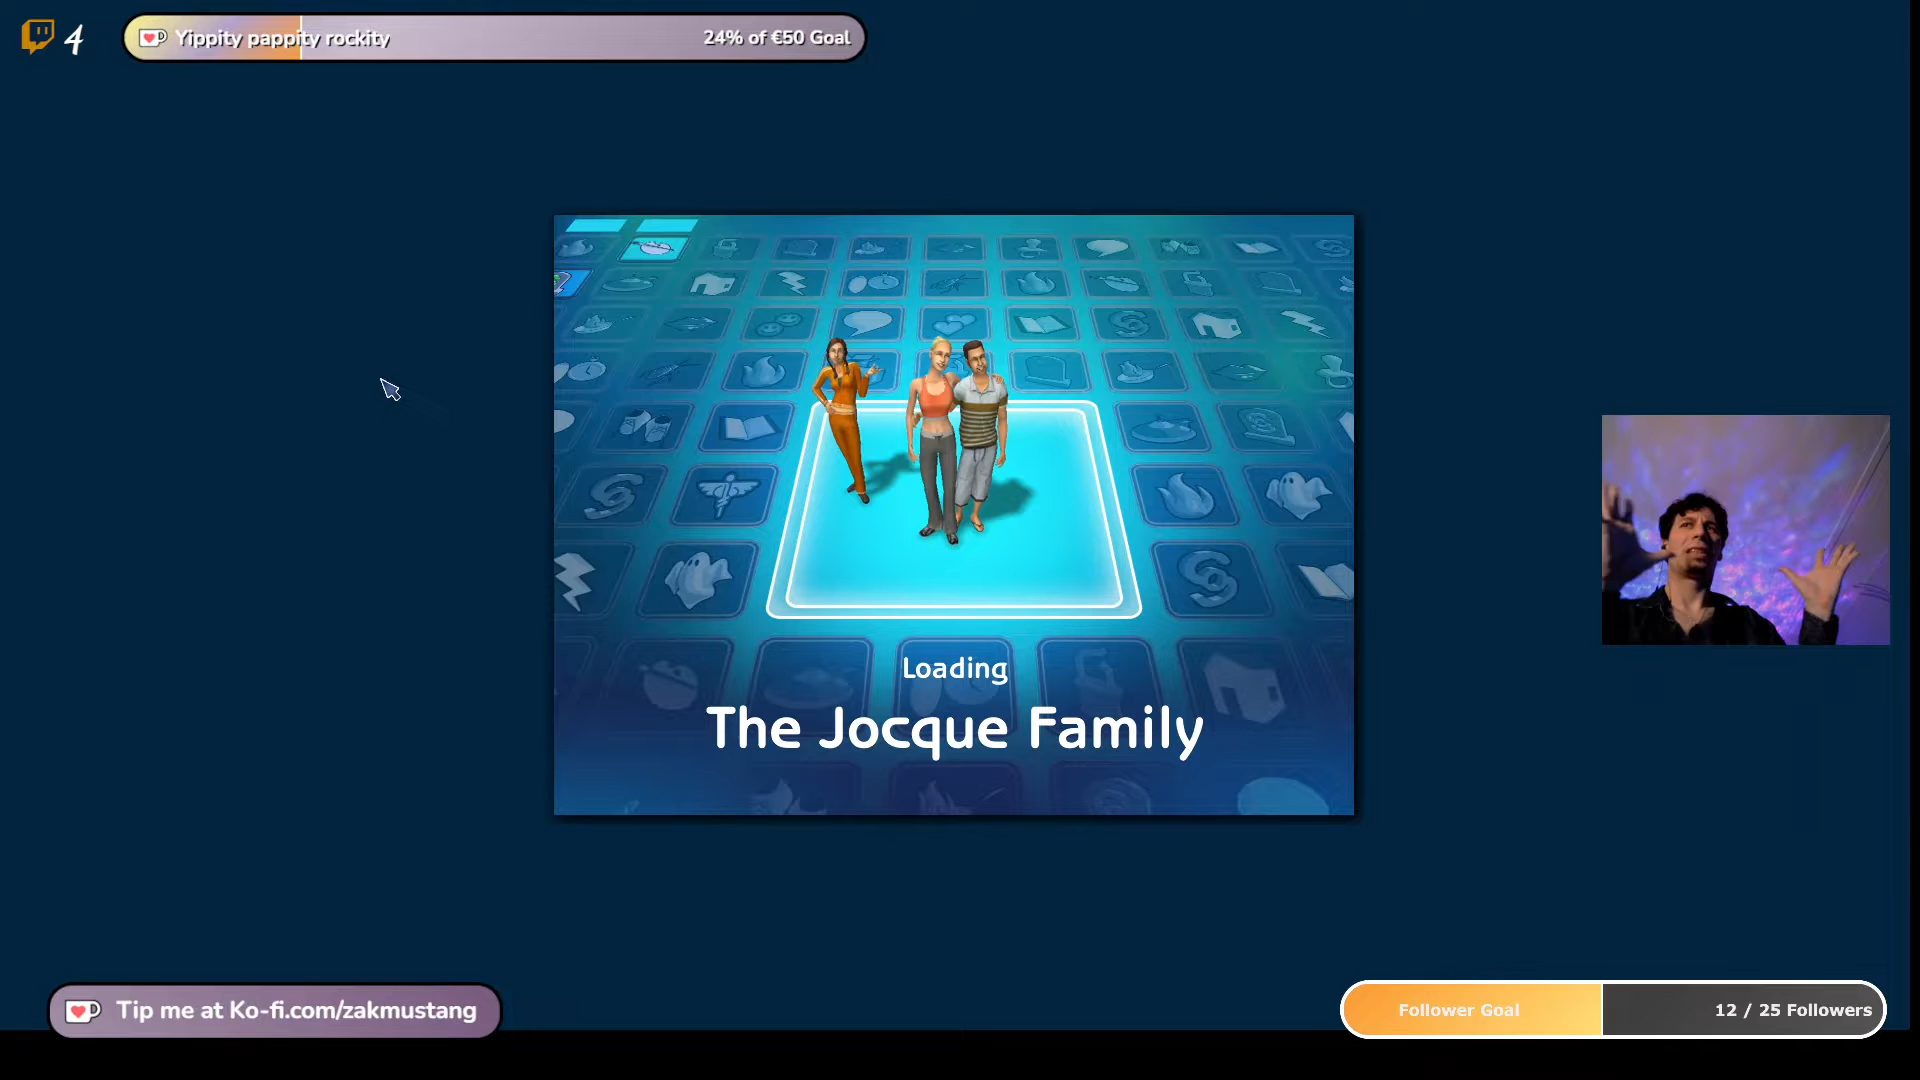 4
Yippity pappity rockity
24% of €50 Goal
Loading
The Jocque Family
Tip me at Ko-fi.com/zakmustang
Follower Goal
12 / 25 Followers